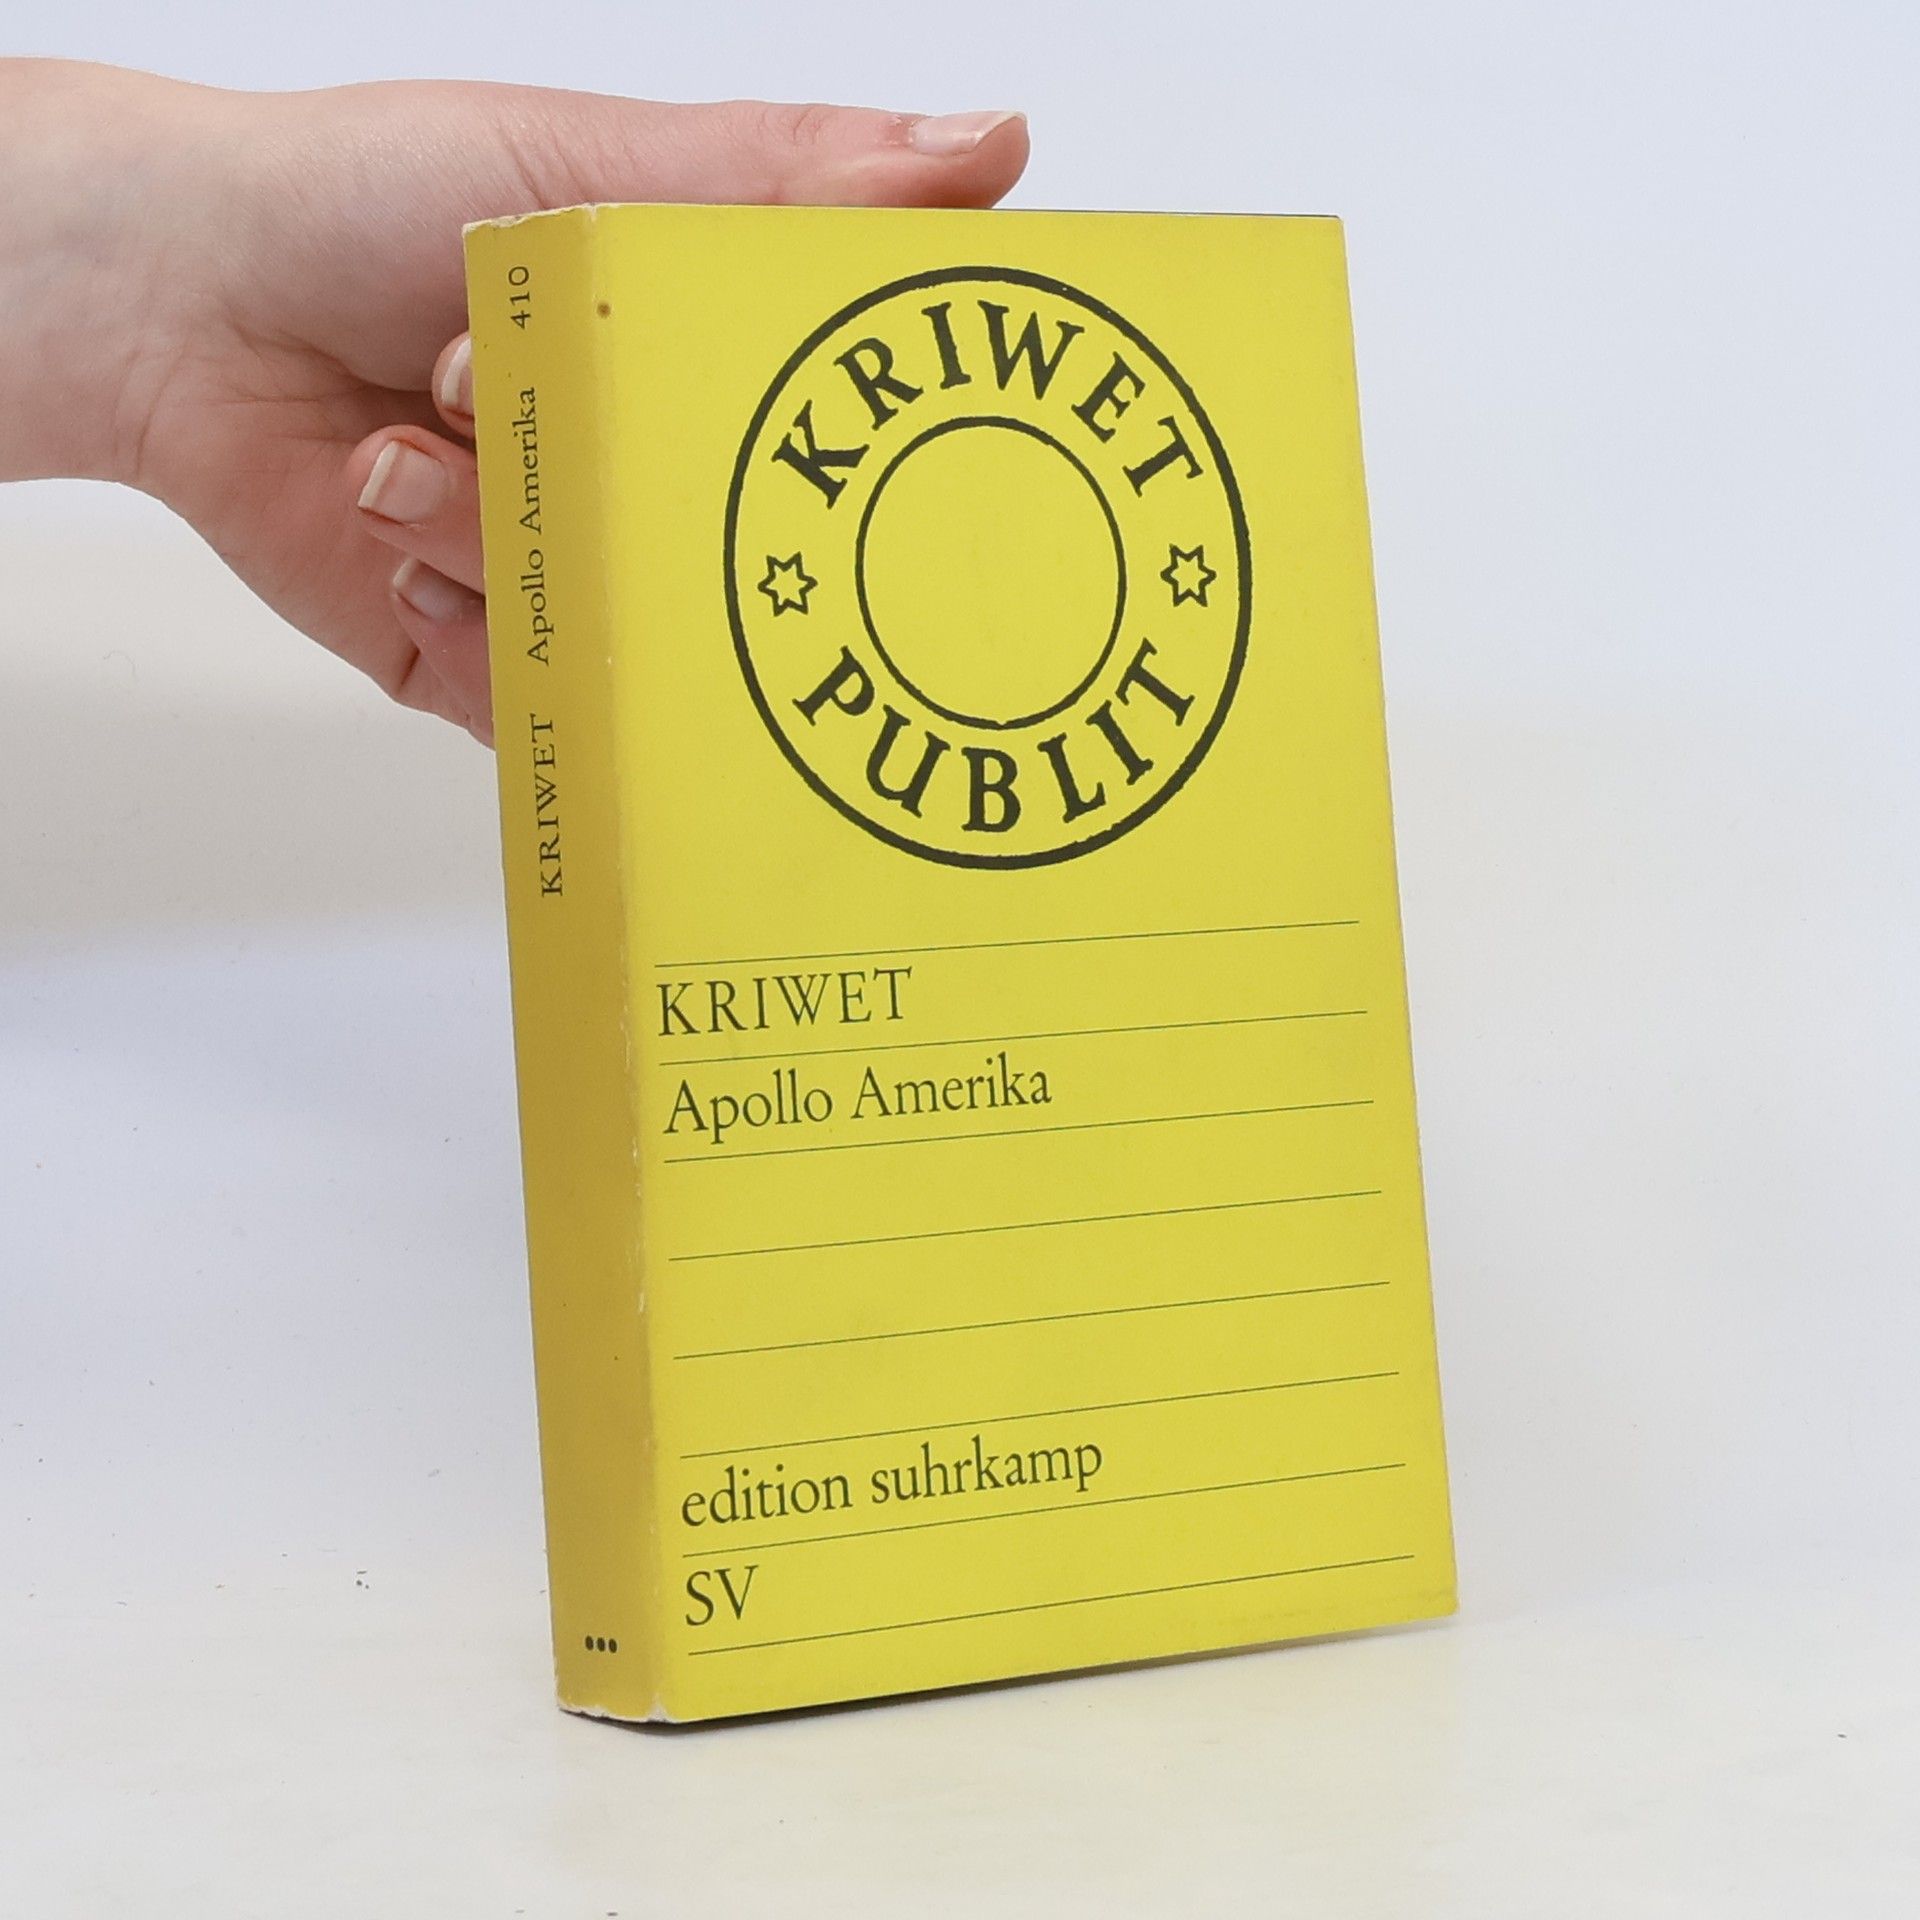 KRIWET Apollo Amerika 410
KRIWET
PUBLIT
KRIWET
Apollo Amerika
edition suhrkamp
SV